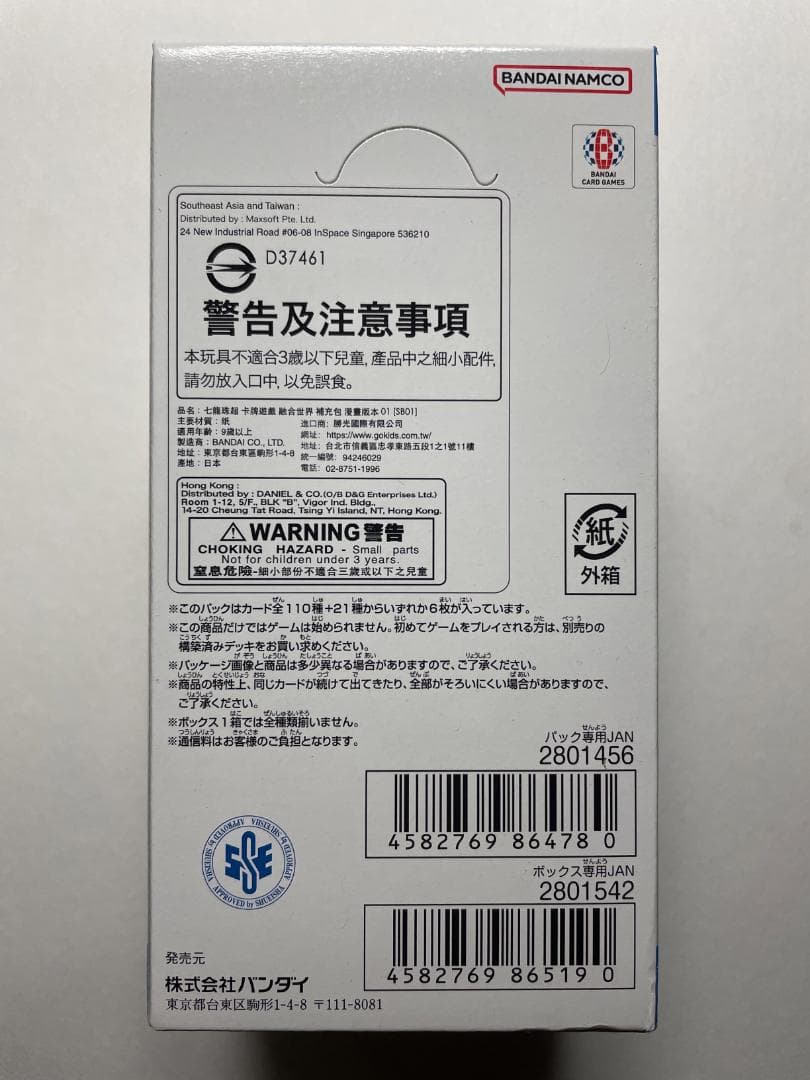 BANDAI NAMCO
BANDAI
CARD GAMES
Southeast Asia and Taiwan :
Distributed by : Maxsoft Pte. Ltd.
24 New Industrial Road #06-08 InSpace Singapore 536210
D37461
警告及注意事項
本玩具不適合3歲以下兒童, 產品中之細小配件,
請勿放入口中, 以免誤食。
品名: 七龍珠超 卡牌遊戲 融合世界 補充包 漫畫版本 01 [SB01]
主要材質: 紙
適用年齡: 9歲以上
製造商: BANDAI CO., LTD.
地址: 東京都台東區駒形1-4-8
產地: 日本
進口商: 勝光國際有限公司
網址: https://www.gokids.com.tw/
地址: 台北市信義區忠孝東路五段1之1號11樓
統一編號: 94246029
電話: 02-8751-1996
Hong Kong :
Distributed by : DANIEL & CO.(O/B D&G Enterprises Ltd.)
Room 1-12, 5/F., BLK "B", Vigor Ind. Bldg.,
14-20 Cheung Tat Road, Tsing Yi Island, NT, Hong Kong.
⚠WARNING 警告
CHOKING HAZARD - Small parts
Not for children under 3 years.
窒息危險-細小部份不適合三歲或以下之兒童
紙
外箱
※このパックはカード全110種+21種からいずれか6枚が入っています。
※この商品だけではゲームは始められません。初めてゲームをプレイされる方は、別売りの
構築済みデッキをお買い求めください。
※パッケージ画像と商品は多少異なる場合がありますので、ご了承ください。
※商品の特性上、同じカードが続けて出てきたり、全部がそろいにくい場合がありますので、
ご了承ください。
※ボックス1箱では全種類揃いません。
※通信料はお客様のご負担となります。
パック専用JAN
2801456
4582769 864780
ボックス専用JAN
2801542
4582769 865190
APPROVED by SHUEISHA
APPROVED by SHUEISHA
APPROVED by SHUEISHA
発売元
株式会社バンダイ
東京都台東区駒形1-4-8 〒111-8081